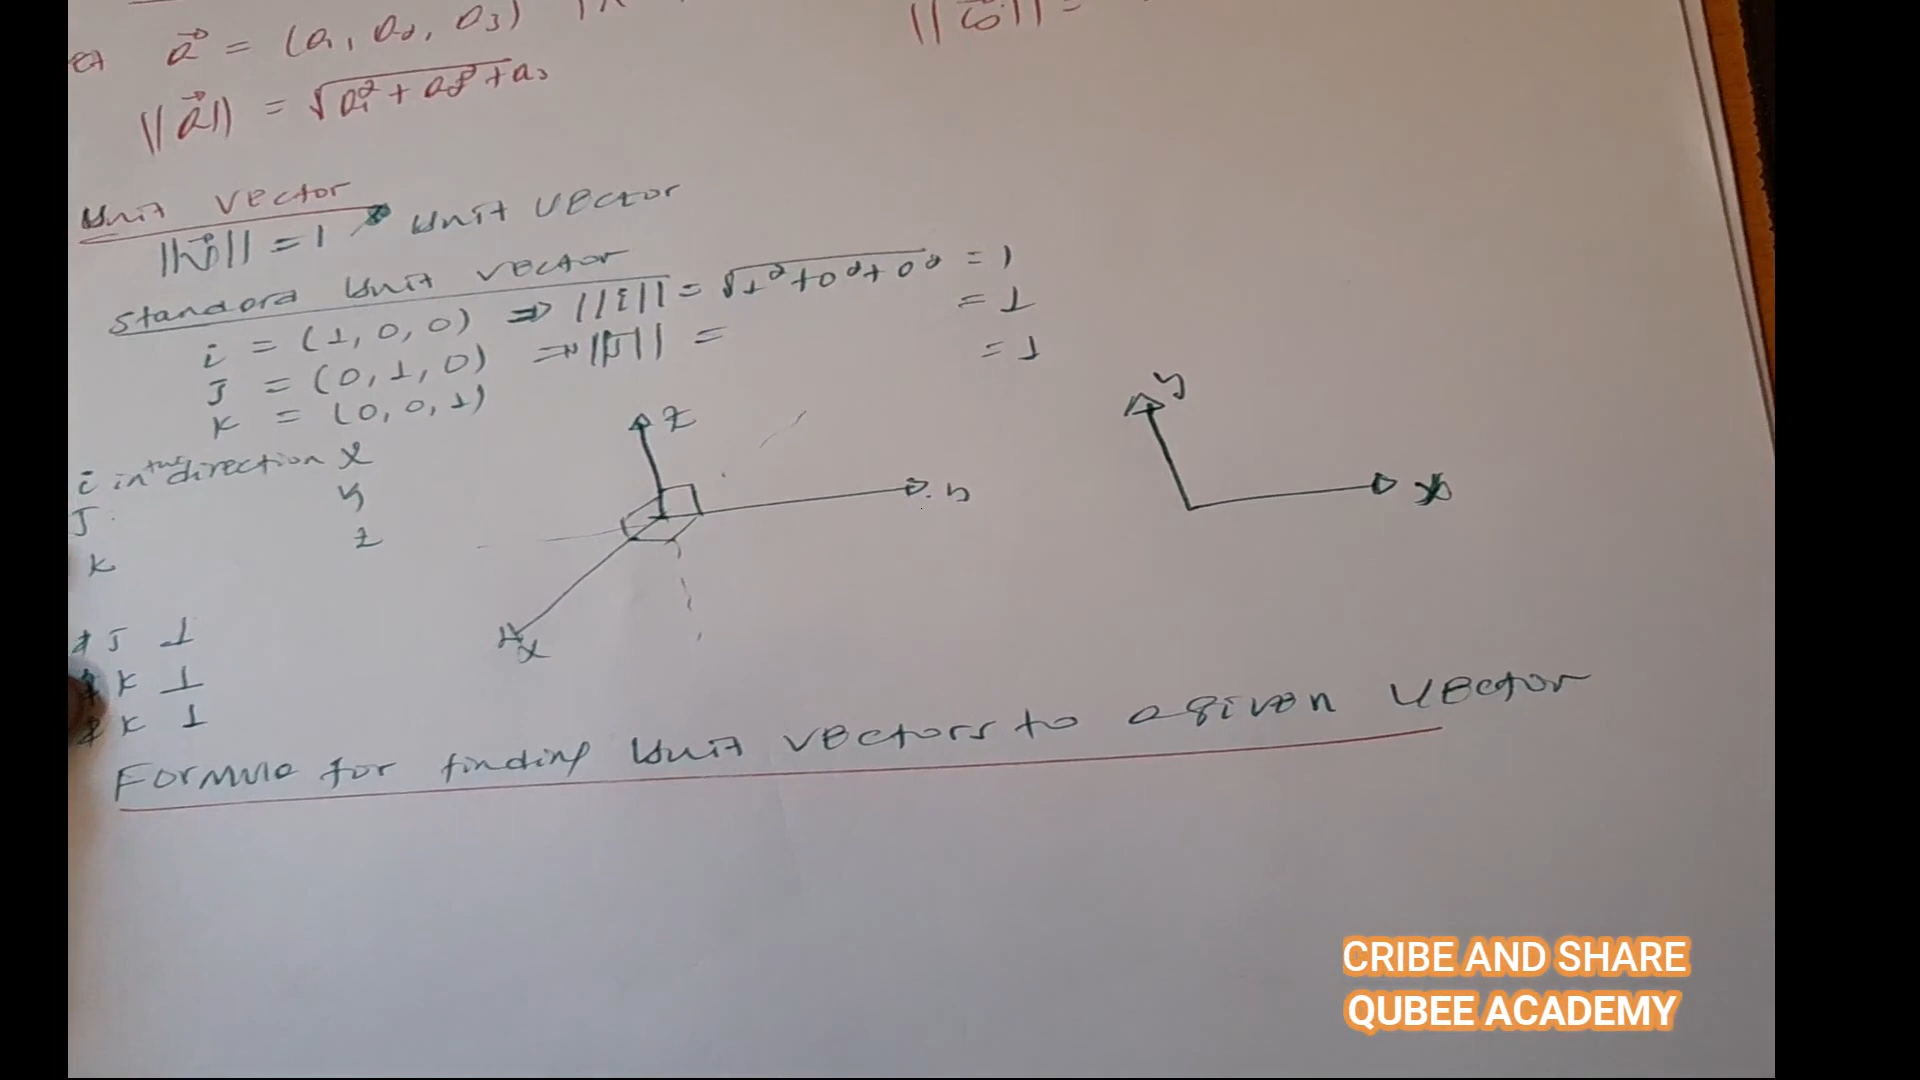 a⃗ = (a₁, a₂, a₃)
||a⃗|| = √a₁² + a₂² + a₃
Unit vector
||v⃗|| = 1 → Unit vector
Standard Unit vector
i = (1, 0, 0) ⇒ ||i|| = √1² + 0² + 0² = 1
J = (0, 1, 0) ⇒ ||J|| = = 1
K = (0, 0, 1) = 1
i in the direction x
J y
K z
z
y
x
y
x
J ⊥
K ⊥
K ⊥
Formula for finding Unit vectors to a given vector
CRIBE AND SHARE
QUBEE ACADEMY